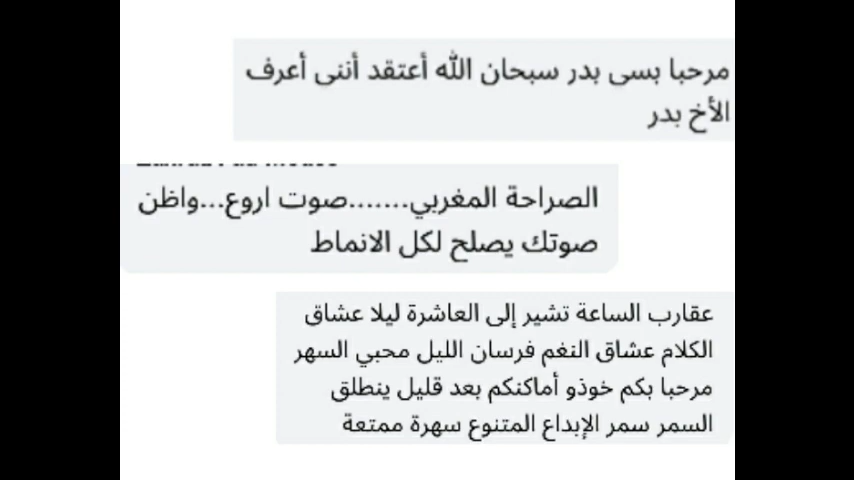 مرحبا بسى بدر سبحان الله أعتقد أننى أعرف
الأخ بدر
الصراحة المغربي.......صوت اروع...واظن
صوتك يصلح لكل الانماط
عقارب الساعة تشير إلى العاشرة ليلا عشاق
الكلام عشاق النغم فرسان الليل محبي السهر
مرحبا بكم خوذو أماكنكم بعد قليل ينطلق
السمر سمر الإبداع المتنوع سهرة ممتعة